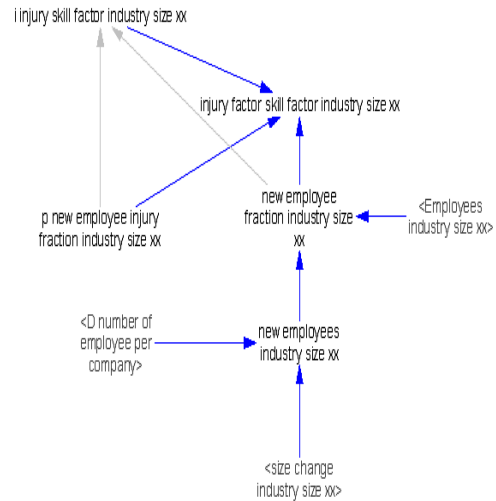 i injury skill factor industry size xx
injury factor skill factor industry size xx
p new employee injury
fraction industry size xx
new employee
fraction industry size
xx
<Employees
industry size xx>
<D number of
employee per
company>
new employees
industry size xx
<size change
industry size xx>